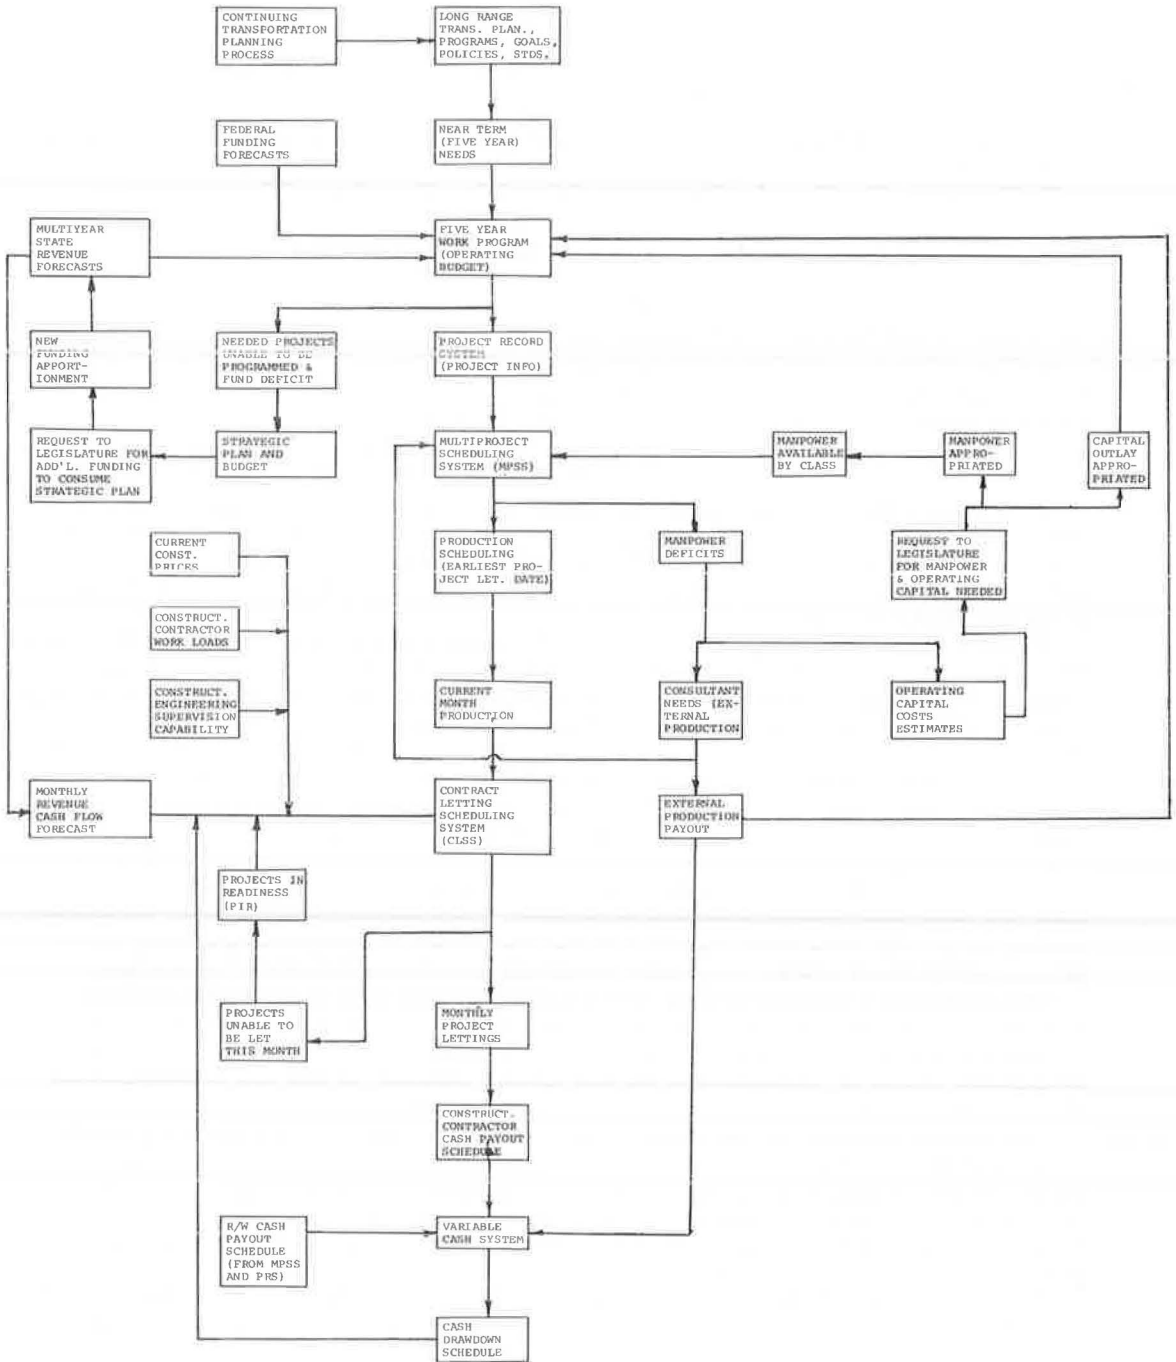 CONTINUING
TRANSPORTATION
PLANNING
PROCESS
LONG RANGE
TRANS. PLAN.,
PROGRAMS, GOALS,
POLICIES, STDS.
FEDERAL
FUNDING
FORECASTS
NEAR TERM
(FIVE YEAR)
NEEDS
MULTIYEAR
STATE
REVENUE
FORECASTS
FIVE YEAR
WORK PROGRAM
(OPERATING
BUDGET)
NEW
FUNDING
APPORT-
IONMENT
NEEDED PROJECTS
UNABLE TO BE
PROGRAMMED &
FUND DEFICIT
PROJECT RECORD
SYSTEM
(PROJECT INFO)
REQUEST TO
LEGISLATURE FOR
ADD'L. FUNDING
TO CONSUME
STRATEGIC PLAN
STRATEGIC
PLAN AND
BUDGET
MULTIPROJECT
SCHEDULING
SYSTEM (MPSS)
MANPOWER
AVAILABLE
BY CLASS
MANPOWER
APPRO-
PRIATED
CAPITAL
OUTLAY
APPRO-
PRIATED
CURRENT
CONST.
PRICES
PRODUCTION
SCHEDULING
(EARLIEST PRO-
JECT LET. DATE)
MANPOWER
DEFICITS
REQUEST TO
LEGISLATURE
FOR MANPOWER
& OPERATING
CAPITAL NEEDED
CONSTRUCT.
CONTRACTOR
WORK LOADS
CONSTRUCT.
ENGINEERING
SUPERVISION
CAPABILITY
CURRENT
MONTH
PRODUCTION
CONSULTANT
NEEDS (EX-
TERNAL
PRODUCTION
OPERATING
CAPITAL
COSTS
ESTIMATES
MONTHLY
REVENUE
CASH FLOW
FORECAST
CONTRACT
LETTING
SCHEDULING
SYSTEM
(CLSS)
EXTERNAL
PRODUCTION
PAYOUT
PROJECTS IN
READINESS
(PIR)
PROJECTS
UNABLE TO
BE LET
THIS MONTH
MONTHLY
PROJECT
LETTINGS
CONSTRUCT.
CONTRACTOR
CASH PAYOUT
SCHEDULE
R/W CASH
PAYOUT
SCHEDULE
(FROM MPSS
AND PRS)
VARIABLE
CASH SYSTEM
CASH
DRAWDOWN
SCHEDULE